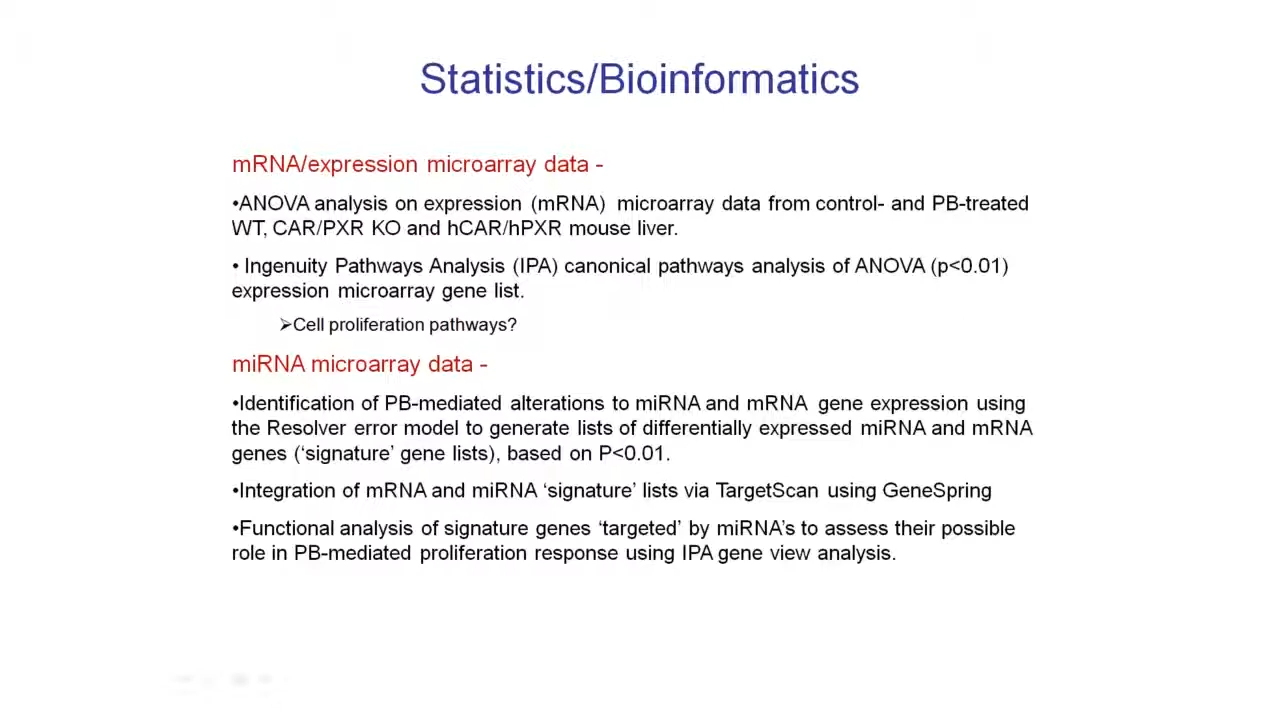 Statistics/Bioinformatics
mRNA/expression microarray data -
•ANOVA analysis on expression (mRNA) microarray data from control- and PB-treated
WT, CAR/PXR KO and hCAR/hPXR mouse liver.
• Ingenuity Pathways Analysis (IPA) canonical pathways analysis of ANOVA (p<0.01)
expression microarray gene list.
➢Cell proliferation pathways?
miRNA microarray data -
•Identification of PB-mediated alterations to miRNA and mRNA gene expression using
the Resolver error model to generate lists of differentially expressed miRNA and mRNA
genes (‘signature’ gene lists), based on P<0.01.
•Integration of mRNA and miRNA ‘signature’ lists via TargetScan using GeneSpring
•Functional analysis of signature genes ‘targeted’ by miRNA’s to assess their possible
role in PB-mediated proliferation response using IPA gene view analysis.